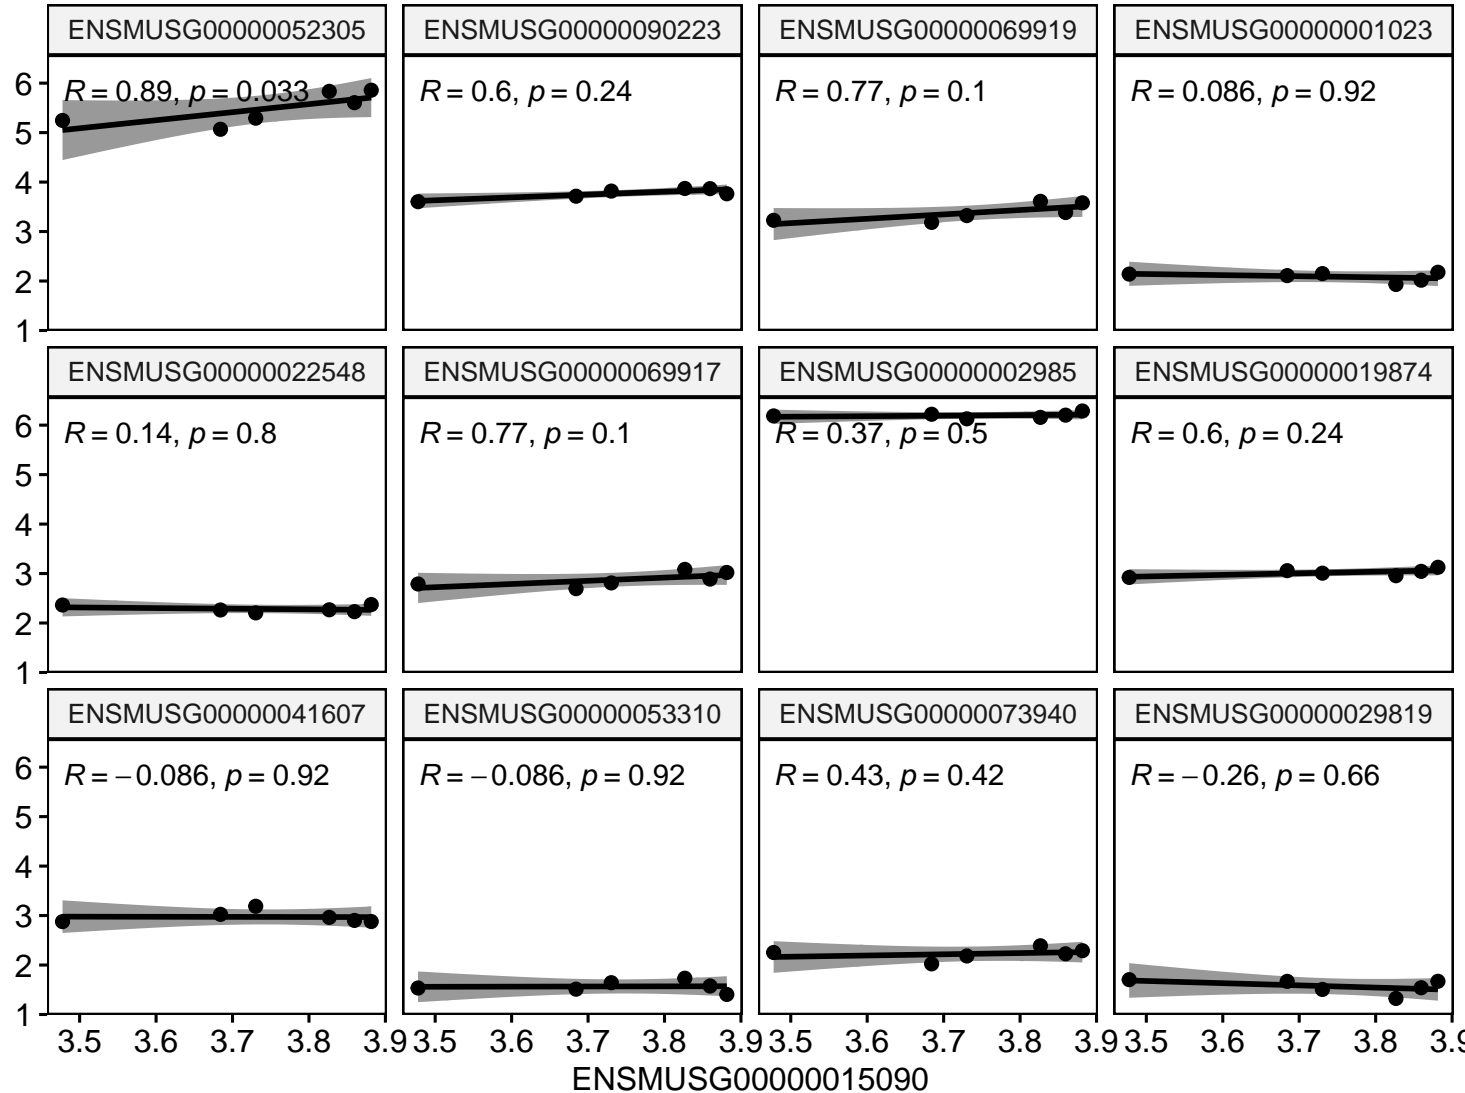 ENSMUSG00000052305 ENSMUSG00000090223 ENSMUSG00000069919 ENSMUSG00000001023
R = 0.89, p = 0.033 R = 0.6, p = 0.24 R = 0.77, p = 0.1 R = 0.086, p = 0.92
6
5
4
3
2
1
ENSMUSG00000022548 ENSMUSG00000069917 ENSMUSG00000002985 ENSMUSG00000019874
R = 0.14, p = 0.8 R = 0.77, p = 0.1 R = 0.37, p = 0.5 R = 0.6, p = 0.24
6
5
4
3
2
1
ENSMUSG00000041607 ENSMUSG00000053310 ENSMUSG00000073940 ENSMUSG00000029819
R = −0.086, p = 0.92 R = −0.086, p = 0.92 R = 0.43, p = 0.42 R = −0.26, p = 0.66
6
5
4
3
2
1
3.5 3.6 3.7 3.8 3.9 3.5 3.6 3.7 3.8 3.9 3.5 3.6 3.7 3.8 3.9 3.5 3.6 3.7 3.8 3.9
ENSMUSG00000015090